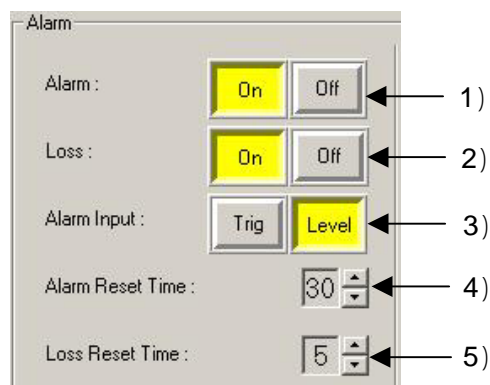 Alarm
Alarm : On Off 1)
Loss : On Off 2)
Alarm Input : Trig Level 3)
Alarm Reset Time : 30 4)
Loss Reset Time : 5 5)